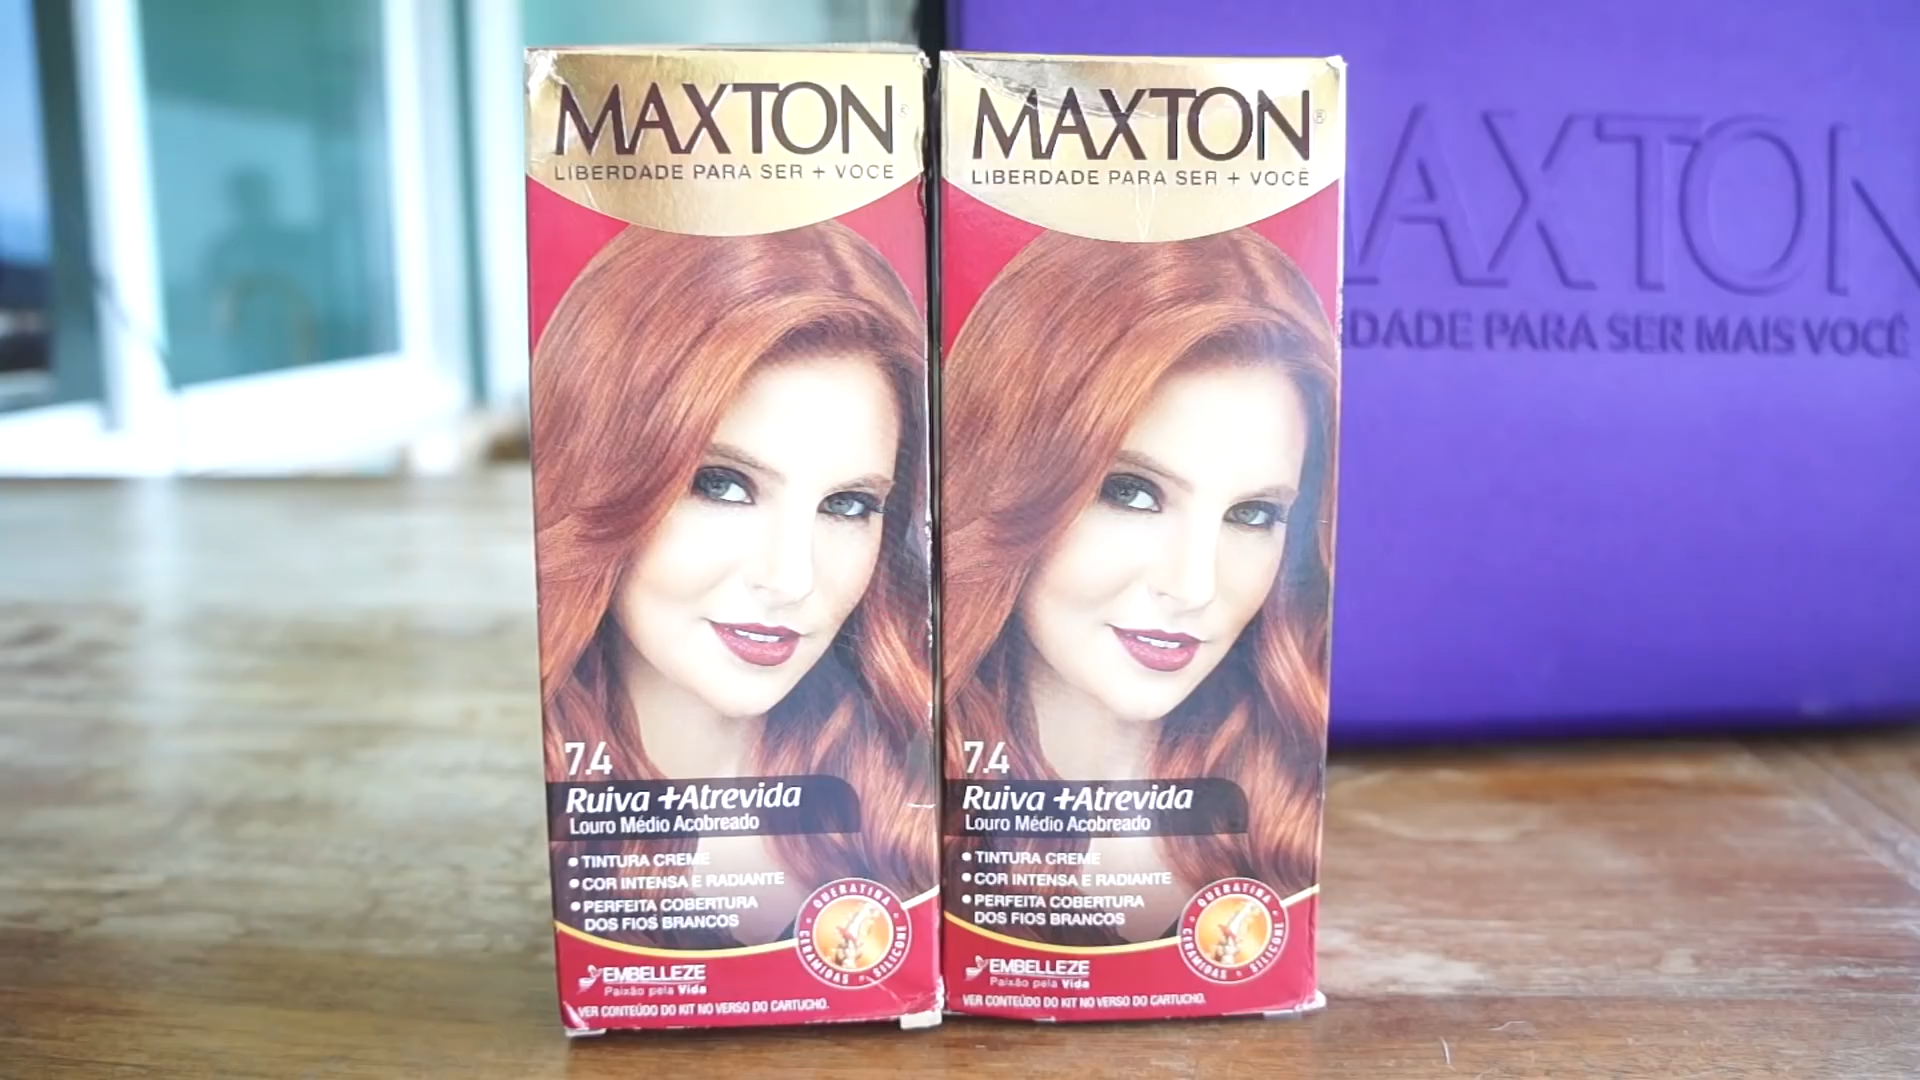 MAXTON®
LIBERDADE PARA SER + VOCÊ
7.4
Ruiva +Atrevida
Louro Médio Acobreado
• TINTURA CREME
• COR INTENSA E RADIANTE
• PERFEITA COBERTURA
DOS FIOS BRANCOS
QUERATINA • SILICONE • CERAMIDAS •
EMBELLEZE
Paixão pela Vida
VER CONTEÚDO DO KIT NO VERSO DO CARTUCHO.
MAXTON®
LIBERDADE PARA SER + VOCÊ
7.4
Ruiva +Atrevida
Louro Médio Acobreado
• TINTURA CREME
• COR INTENSA E RADIANTE
• PERFEITA COBERTURA
DOS FIOS BRANCOS
QUERATINA • SILICONE • CERAMIDAS •
EMBELLEZE
Paixão pela Vida
VER CONTEÚDO DO KIT NO VERSO DO CARTUCHO.
AXTON
DADE PARA SER MAIS VOCÊ